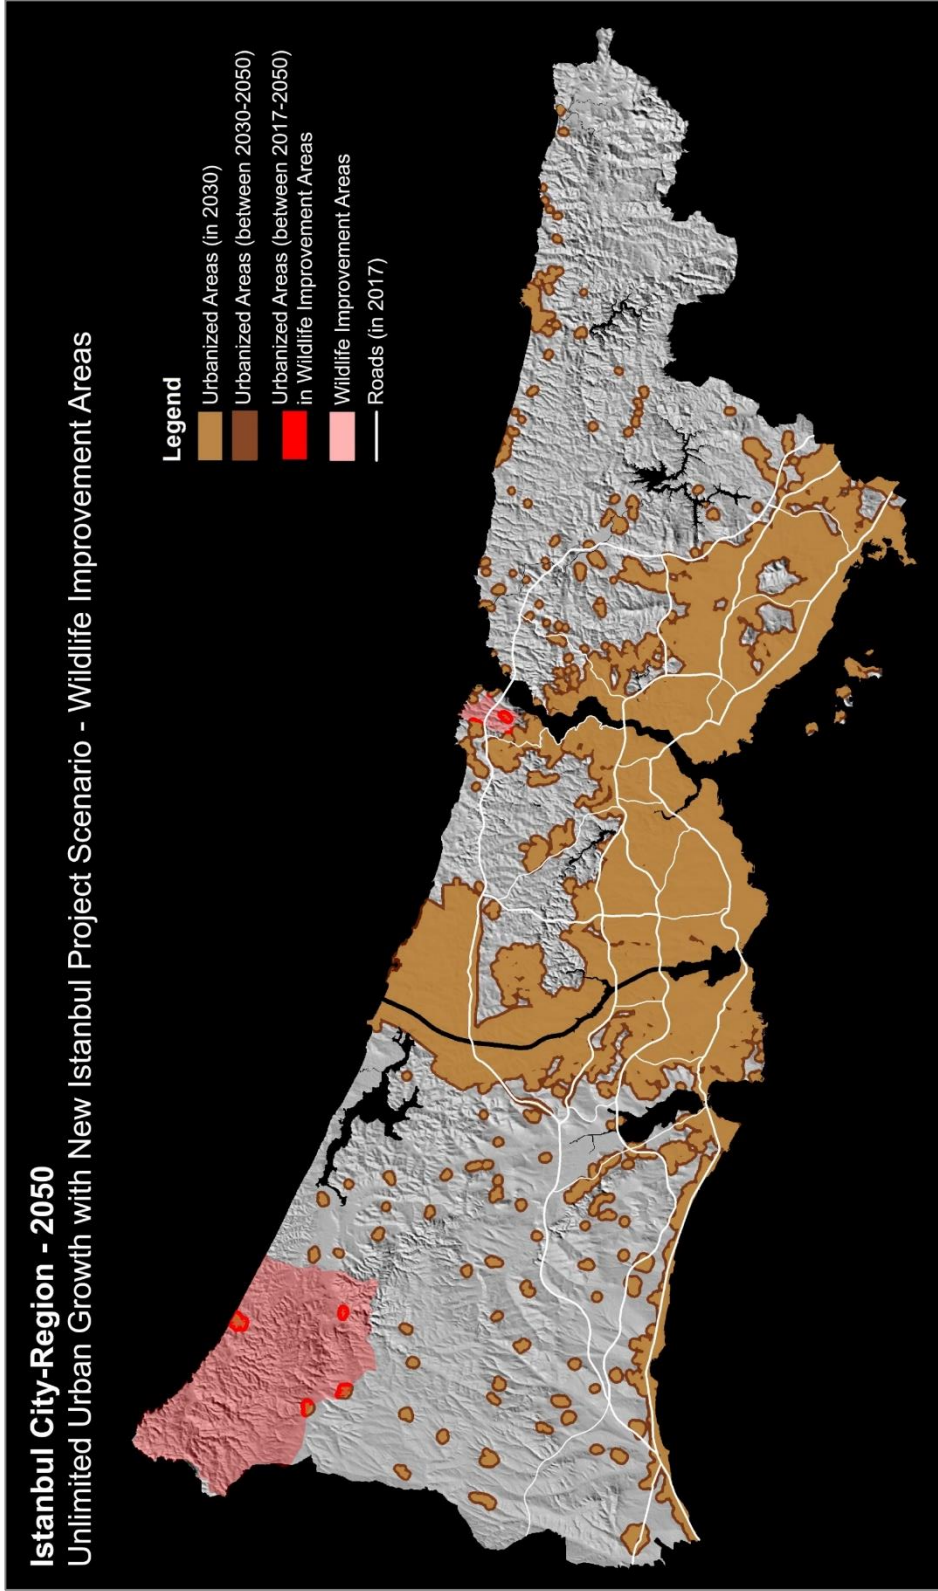 Istanbul City-Region - 2050
Unlimited Urban Growth with New Istanbul Project Scenario - Wildlife Improvement Areas
Legend
Urbanized Areas (in 2030)
Urbanized Areas (between 2030-2050)
Urbanized Areas (between 2017-2050)
in Wildlife Improvement Areas
Wildlife Improvement Areas
Roads (in 2017)